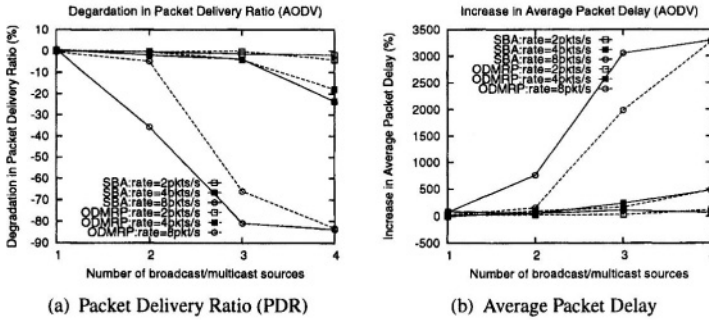 Degardation in Packet Delivery Ratio (AODV)
Degradation in Packet Delivery Ratio (%)
10
0
-10
-20
-30
-40
-50
-60
-70
-80
-90
SBA:rate=2pkts/s
SBA:rate=4pkts/s
SBA:rate=8pkts/s
ODMRP:rate=2pkts/s
ODMRP:rate=4pkts/s
ODMRP:rate=8pkt/s
1 2 3 4
Number of broadcast/multicast sources
(a) Packet Delivery Ratio (PDR)
Increase in Average Packet Delay (AODV)
Increase in Average Packet Delay (%)
3500
3000
2500
2000
1500
1000
500
0
-500
SBA:rate=2pkts/s
SBA:rate=4pkts/s
SBA:rate=8pkts/s
ODMRP:rate=2pkts/s
ODMRP:rate=4pkts/s
ODMRP:rate=8pkt/s
1 2 3
Number of broadcast/multicast sources
(b) Average Packet Delay